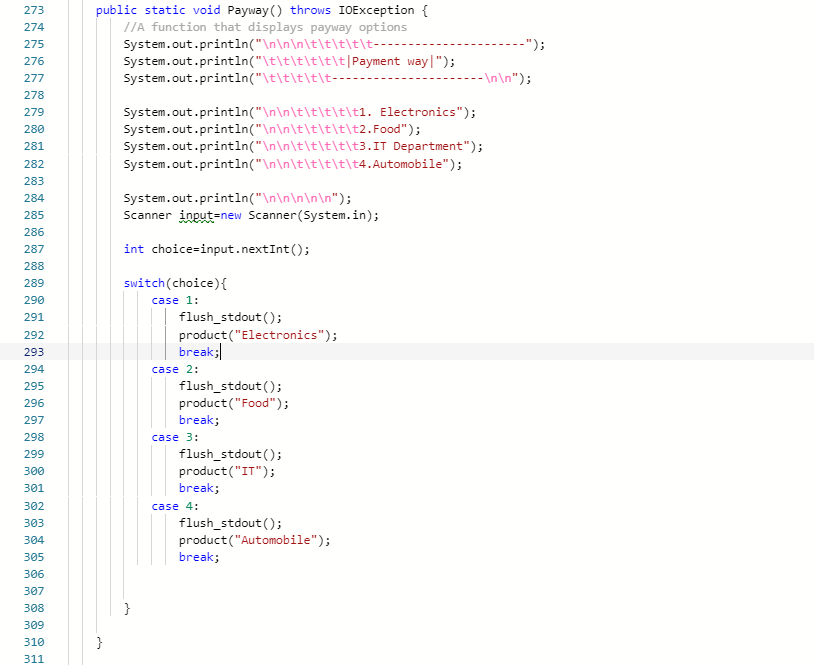 273 public static void Payway() throws IOException {
274 //A function that displays payway options
275 System.out.println("\n\n\n\t\t\t\t\t----------------------");
276 System.out.println("\t\t\t\t\t\t|Payment way|");
277 System.out.println("\t\t\t\t\t----------------------\n\n");
278
279 System.out.println("\n\n\t\t\t\t\t1. Electronics");
280 System.out.println("\n\n\t\t\t\t\t2.Food");
281 System.out.println("\n\n\t\t\t\t\t3.IT Department");
282 System.out.println("\n\n\t\t\t\t\t4.Automobile");
283
284 System.out.println("\n\n\n\n\n");
285 Scanner input=new Scanner(System.in);
286
287 int choice=input.nextInt();
288
289 switch(choice){
290 case 1:
291 flush_stdout();
292 product("Electronics");
293 break;
294 case 2:
295 flush_stdout();
296 product("Food");
297 break;
298 case 3:
299 flush_stdout();
300 product("IT");
301 break;
302 case 4:
303 flush_stdout();
304 product("Automobile");
305 break;
306
307
308 }
309
310 }
311